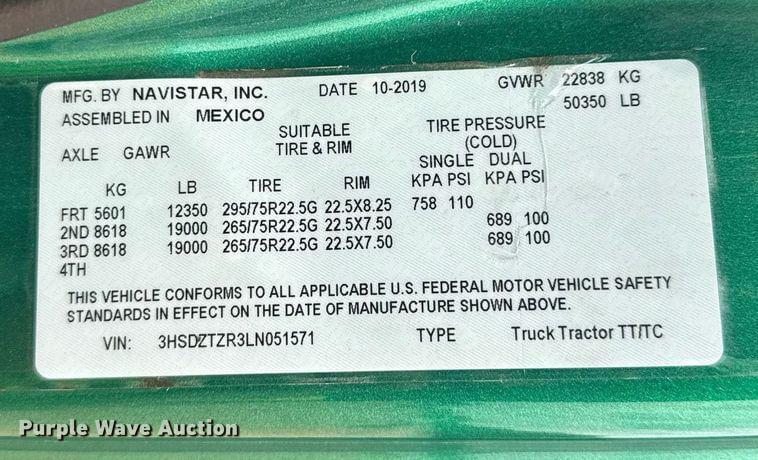 MFG. BY NAVISTAR, INC. DATE 10-2019 GVWR 22838 KG
50350 LB
ASSEMBLED IN MEXICO
SUITABLE TIRE PRESSURE
AXLE GAWR TIRE & RIM (COLD)
SINGLE DUAL
KG LB TIRE RIM KPA PSI KPA PSI
FRT 5601 12350 295/75R22.5G 22.5X8.25 758 110
2ND 8618 19000 265/75R22.5G 22.5X7.50 689 100
3RD 8618 19000 265/75R22.5G 22.5X7.50 689 100
4TH
THIS VEHICLE CONFORMS TO ALL APPLICABLE U.S. FEDERAL MOTOR VEHICLE SAFETY
STANDARDS IN EFFECT ON THE DATE OF MANUFACTURE SHOWN ABOVE.
VIN: 3HSDZTZR3LN051571 TYPE Truck Tractor TT/TC
Purple Wave Auction